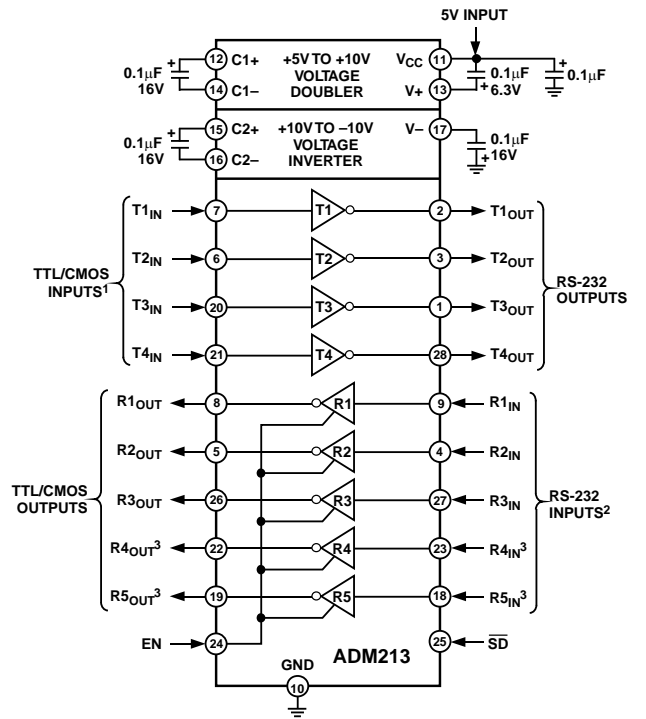 5V INPUT
0.1μF
16V
12 C1+
14 C1–
+5V TO +10V
VOLTAGE
DOUBLER
VCC 11
V+ 13
0.1μF
6.3V
0.1μF
0.1μF
16V
15 C2+
16 C2–
+10V TO –10V
VOLTAGE
INVERTER
V– 17
0.1μF
16V
TTL/CMOS
INPUTS1
T1IN 7 T1 2 T1OUT
T2IN 6 T2 3 T2OUT
T3IN 20 T3 1 T3OUT
T4IN 21 T4 28 T4OUT
RS-232
OUTPUTS
TTL/CMOS
OUTPUTS
R1OUT 8 R1 9 R1IN
R2OUT 5 R2 4 R2IN
R3OUT 26 R3 27 R3IN
R4OUT3 22 R4 23 R4IN3
R5OUT3 19 R5 18 R5IN3
RS-232
INPUTS2
EN 24
25 SD
ADM213
GND
10